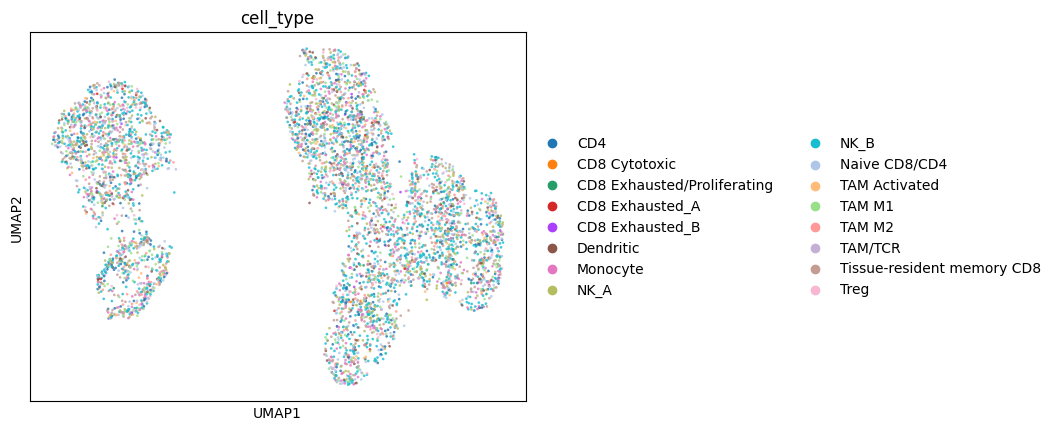 cell_type
UMAP2
UMAP1
CD4
CD8 Cytotoxic
CD8 Exhausted/Proliferating
CD8 Exhausted_A
CD8 Exhausted_B
Dendritic
Monocyte
NK_A
NK_B
Naive CD8/CD4
TAM Activated
TAM M1
TAM M2
TAM/TCR
Tissue-resident memory CD8
Treg